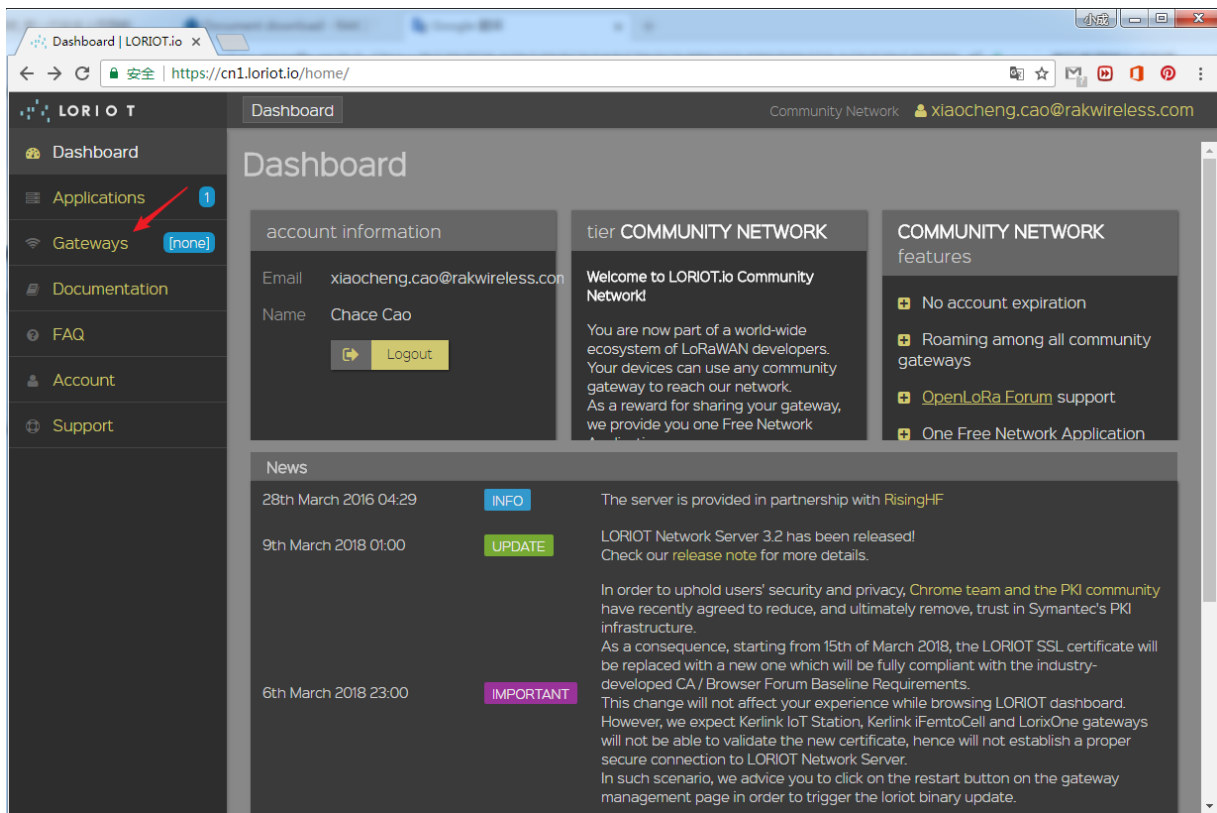 小成
Dashboard | LORIOT.io
安全 | https://cn1.loriot.io/home/
LORIOT
Dashboard
Community Network
xiaocheng.cao@rakwireless.com
Dashboard
Applications 1
Gateways [none]
Documentation
FAQ
Account
Support
Dashboard
account information
Email xiaocheng.cao@rakwireless.con
Name Chace Cao
Logout
tier COMMUNITY NETWORK
Welcome to LORIOT.io Community
Network!
You are now part of a world-wide
ecosystem of LoRaWAN developers.
Your devices can use any community
gateway to reach our network.
As a reward for sharing your gateway,
we provide you one Free Network
COMMUNITY NETWORK
features
No account expiration
Roaming among all community
gateways
OpenLoRa Forum support
One Free Network Application
News
28th March 2016 04:29 INFO The server is provided in partnership with RisingHF
9th March 2018 01:00 UPDATE LORIOT Network Server 3.2 has been released!
Check our release note for more details.
6th March 2018 23:00 IMPORTANT
In order to uphold users' security and privacy, Chrome team and the PKI community
have recently agreed to reduce, and ultimately remove, trust in Symantec's PKI
infrastructure.
As a consequence, starting from 15th of March 2018, the LORIOT SSL certificate will
be replaced with a new one which will be fully compliant with the industry-
developed CA / Browser Forum Baseline Requirements.
This change will not affect your experience while browsing LORIOT dashboard.
However, we expect Kerlink IoT Station, Kerlink iFemtoCell and LorixOne gateways
will not be able to validate the new certificate, hence will not establish a proper
secure connection to LORIOT Network Server.
In such scenario, we advice you to click on the restart button on the gateway
management page in order to trigger the loriot binary update.